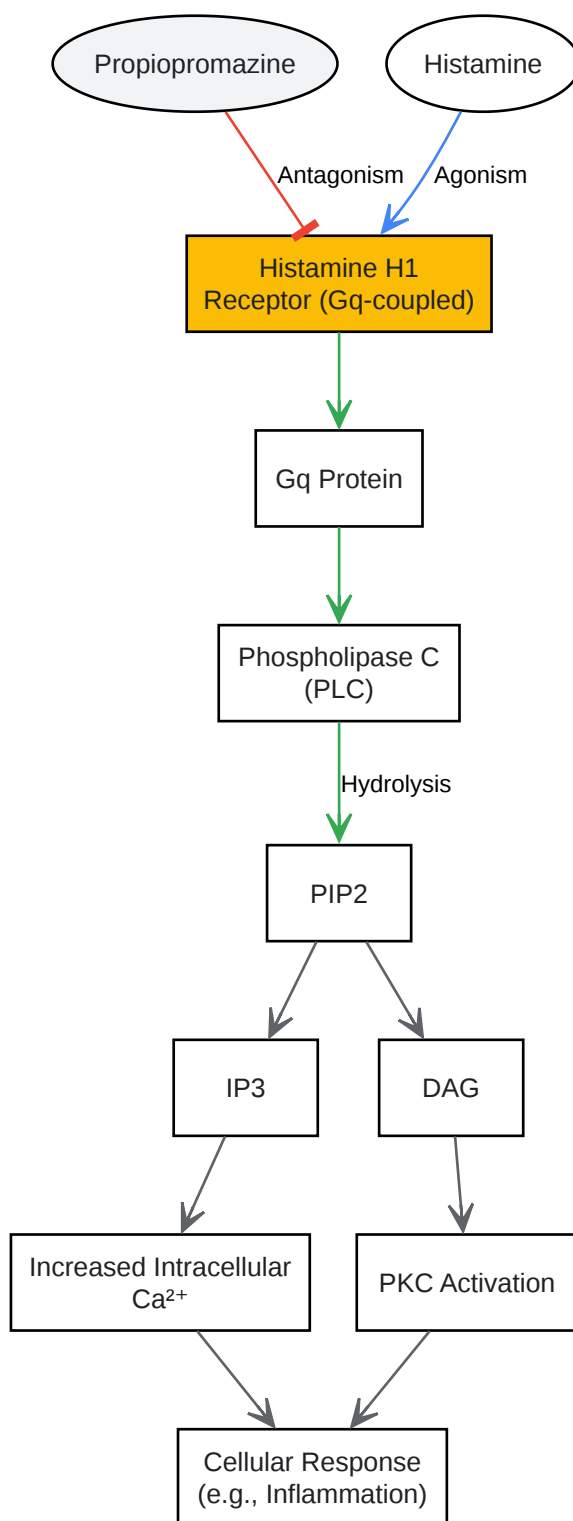 Propiopromazine
Histamine
Antagonism
Agonism
Histamine H1
Receptor (Gq-coupled)
Gq Protein
Phospholipase C
(PLC)
Hydrolysis
PIP2
IP3
DAG
Increased Intracellular
Ca²⁺
PKC Activation
Cellular Response
(e.g., Inflammation)